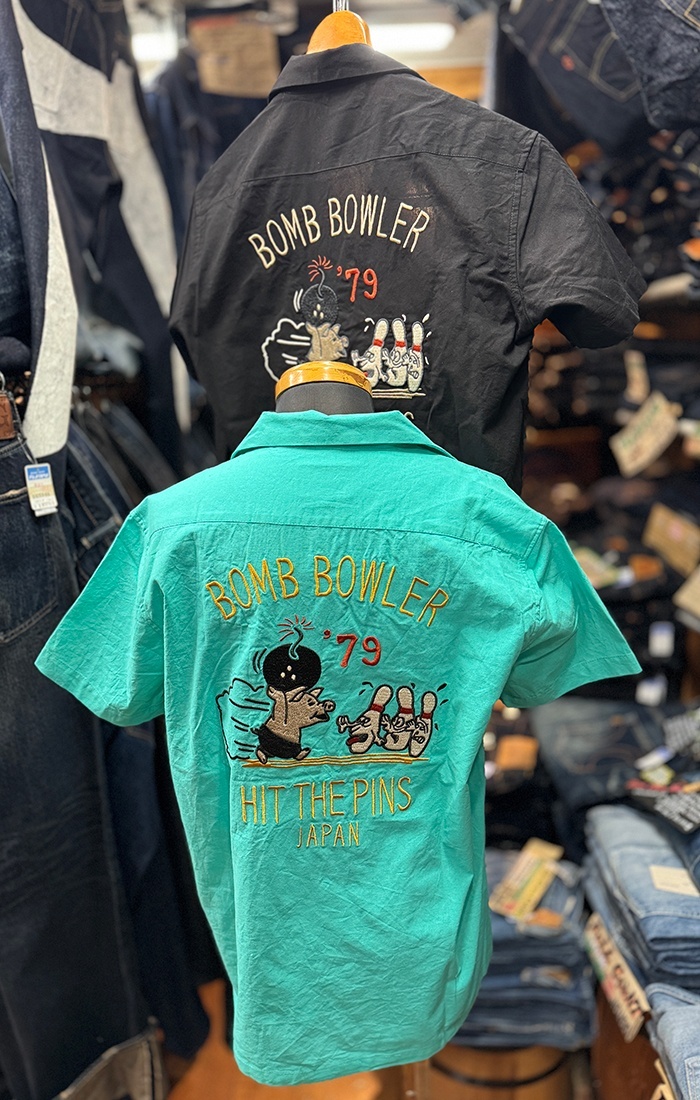 BOMB BOWLER
'79
BOMB BOWLER
'79
HIT THE PINS
JAPAN